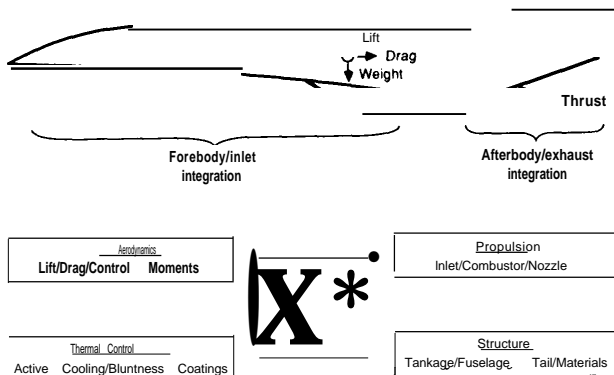 Lift
Drag
Weight
Thrust
Forebody/inlet
integration
Afterbody/exhaust
integration
Aerodynamics
Lift/Drag/Control Moments
Propulsion
Inlet/Combustor/Nozzle
X*
Thermal Control
Active Cooling/Bluntness Coatings
Structure
Tankage/Fuselage Tail/Materials